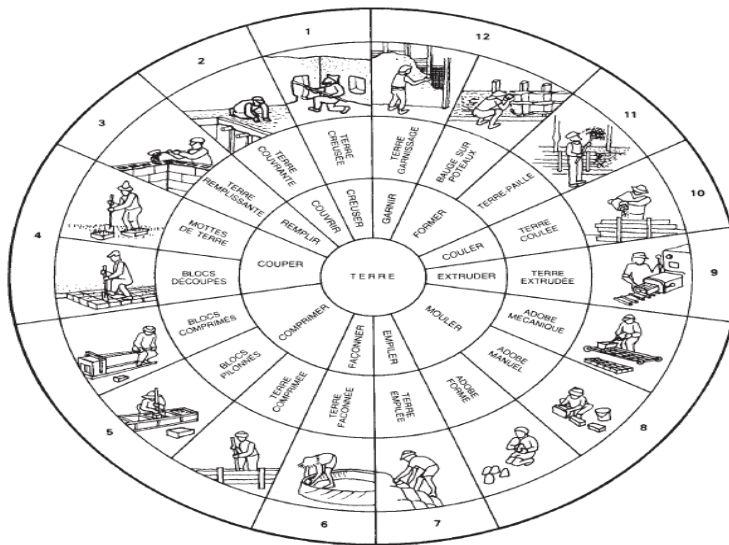 1
2
3
4
5
6
7
8
9
10
11
12
TERRE
CREUSER
COUVRIR
REMPLIR
COUPER
COMPRIMER
FAÇONNER
EMPILER
MOULER
EXTRUDER
COULER
FORMER
GARNIR
TERRE
CREUSÉE
TERRE
COUVRANTE
TERRE
REMPLISSANTE
MOTTES
DE TERRE
BLOCS
DÉCOUPÉS
BLOCS
COMPRIMÉS
BLOCS
PILONNÉS
TERRE
COMPRIMÉE
TERRE
FAÇONNÉE
TERRE
EMPILÉE
ADOBE
FORMÉ
ADOBE
MANUEL
ADOBE
MÉCANIQUE
TERRE
EXTRUDÉE
TERRE
COULÉE
TERRE-PAILLE
BAUGE SUR
POTEAUX
TERRE
GARNISSAGE